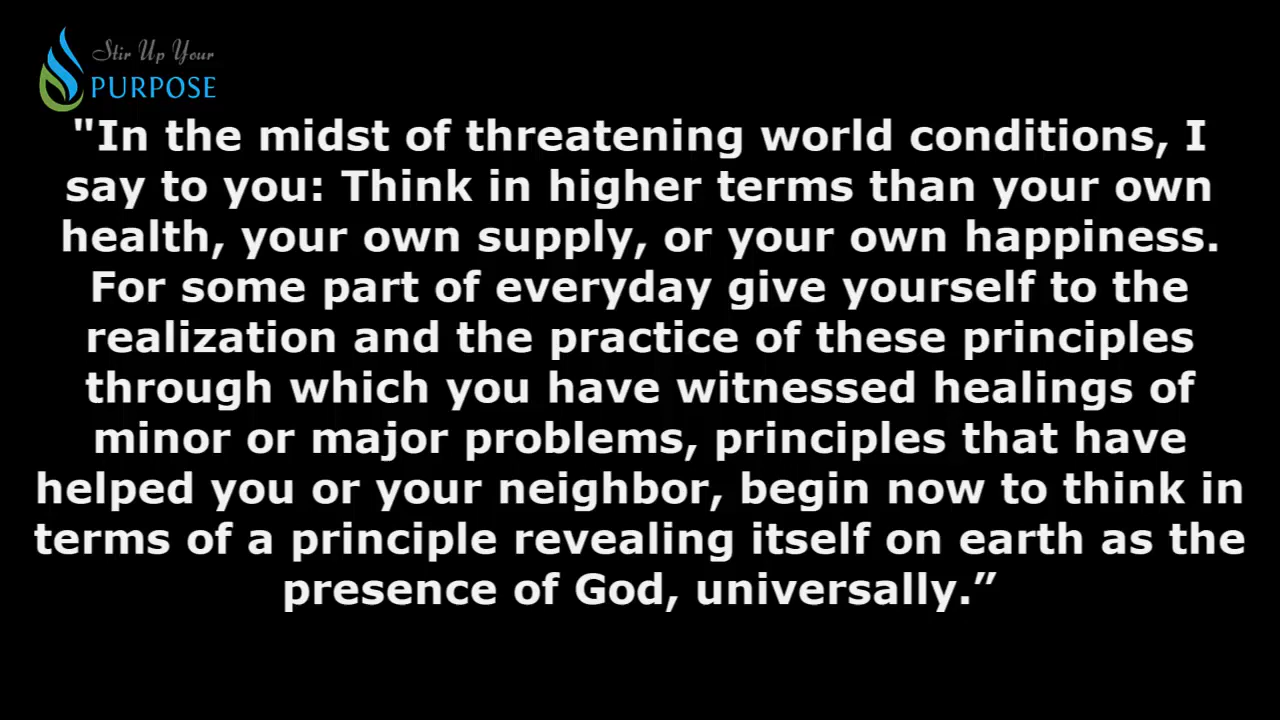 Stir Up Your
PURPOSE
"In the midst of threatening world conditions, I
say to you: Think in higher terms than your own
health, your own supply, or your own happiness.
For some part of everyday give yourself to the
realization and the practice of these principles
through which you have witnessed healings of
minor or major problems, principles that have
helped you or your neighbor, begin now to think in
terms of a principle revealing itself on earth as the
presence of God, universally.”